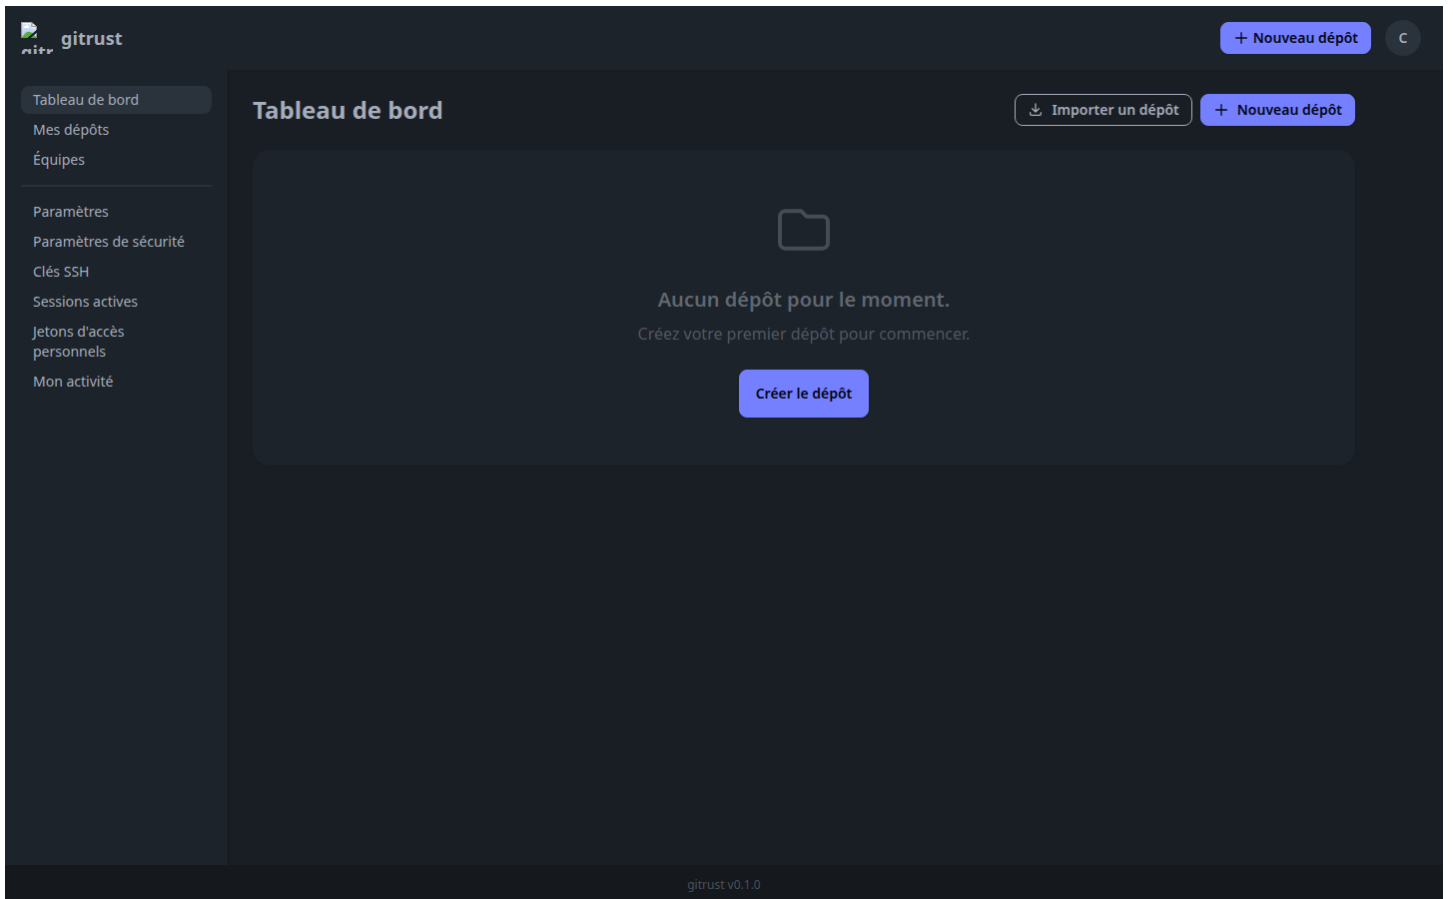 gitrust
Nouveau dépôt
C
Tableau de bord
Mes dépôts
Équipes
Paramètres
Paramètres de sécurité
Clés SSH
Sessions actives
Jetons d'accès
personnels
Mon activité
Tableau de bord
Importer un dépôt
Nouveau dépôt
Aucun dépôt pour le moment.
Créez votre premier dépôt pour commencer.
Créer le dépôt
gitrust v0.1.0